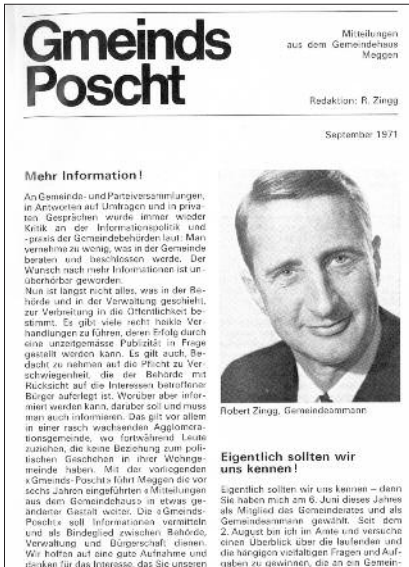 Gmeinds
Poscht
Mitteilungen
aus dem Gemeindehaus
Meggen
Redaktion: R. Zingg
September 1971
Mehr Information!
An Gemeinde- und Parteiversammlungen,
in Antworten auf Umfragen und in priva-
ten Gesprächen wurde immer wieder
Kritik an der Informationspolitik und
-praxis der Gemeindebehörden laut: Man
vernehme zu wenig, was in der Gemeinde
beraten und beschlossen werde. Der
Wunsch nach mehr Informationen ist un-
überhörbar geworden.
Nun ist längst nicht alles, was in der Be-
hörde und in der Verwaltung geschieht,
zur Verbreitung in die Öffentlichkeit be-
stimmt. Es gibt viele recht heikle Ver-
handlungen zu führen, deren Erfolg durch
eine unzeitgemässe Publizität in Frage
gestellt werden kann. Es gilt auch, Be-
dacht zu nehmen auf die Pflicht zu Ver-
schwiegenheit, die der Behörde mit
Rücksicht auf die Interessen betroffener
Bürger auferlegt ist. Worüber aber infor-
miert werden kann, darüber soll und muss
man auch informieren. Das gilt vor allem
in einer rasch wachsenden Agglomera-
tionsgemeinde, wo fortwährend Leute
zuziehen, die keine Beziehung zum poli-
tischen Geschehen in ihrer Wohnge-
meinde haben. Mit der vorliegenden
«Gmeinds-Poscht» führt Meggen die vor
sechs Jahren eingeführten «Mitteilungen
aus dem Gemeindehaus» in etwas ge-
änderter Gestalt weiter. Die «Gmeinds-
Poscht» soll Informationen vermitteln
und als Bindeglied zwischen Behörde,
Verwaltung und Bürgerschaft dienen.
Wir hoffen auf eine gute Aufnahme und
danken für das Interesse, das Sie unseren
Robert Zingg, Gemeindeammann
Eigentlich sollten wir
uns kennen!
Eigentlich sollten wir uns kennen – denn
Sie haben mich am 6. Juni dieses Jahres
als Mitglied des Gemeinderates und als
Gemeindeammann gewählt. Seit dem
2. August bin ich im Amte und versuche
einen Überblick über die laufenden und
die hängigen vielfältigen Fragen und Auf-
gaben zu gewinnen, die an ein Gemein-